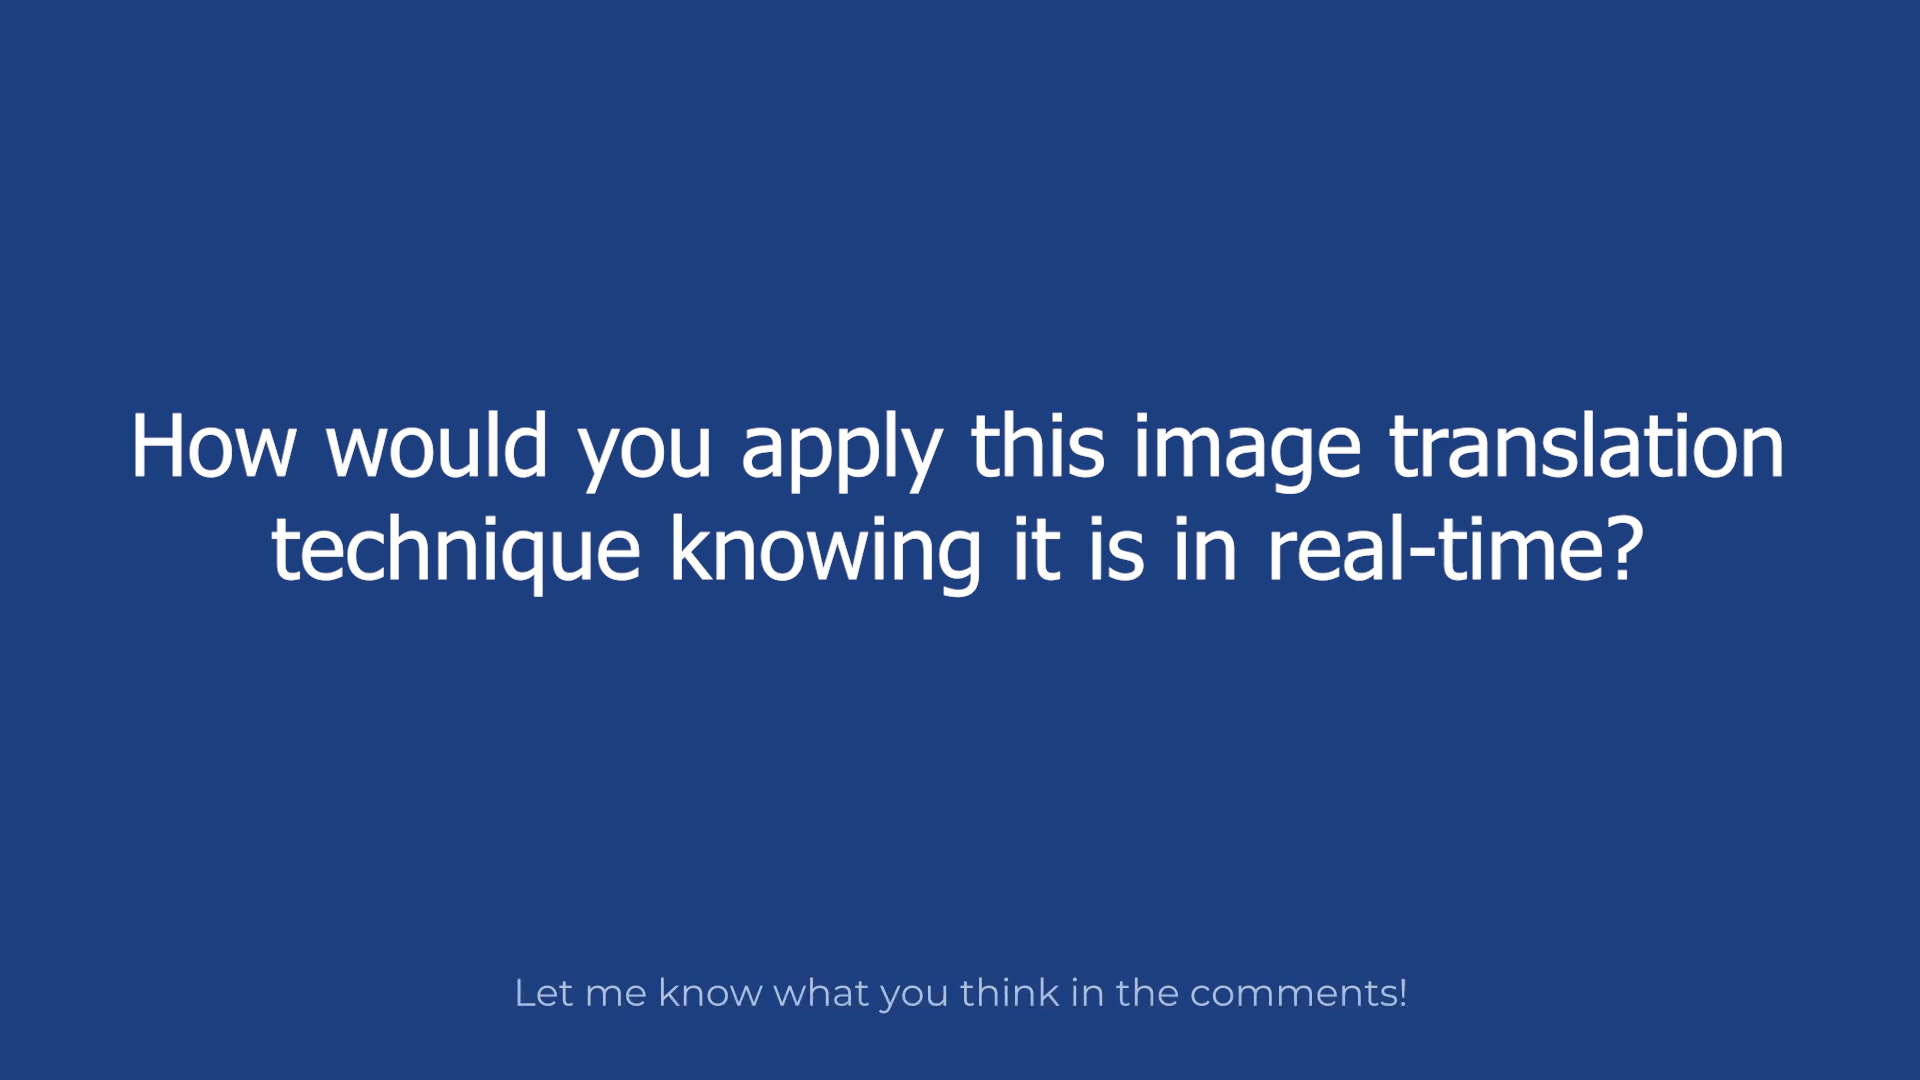 How would you apply this image translation
technique knowing it is in real-time?
Let me know what you think in the comments!